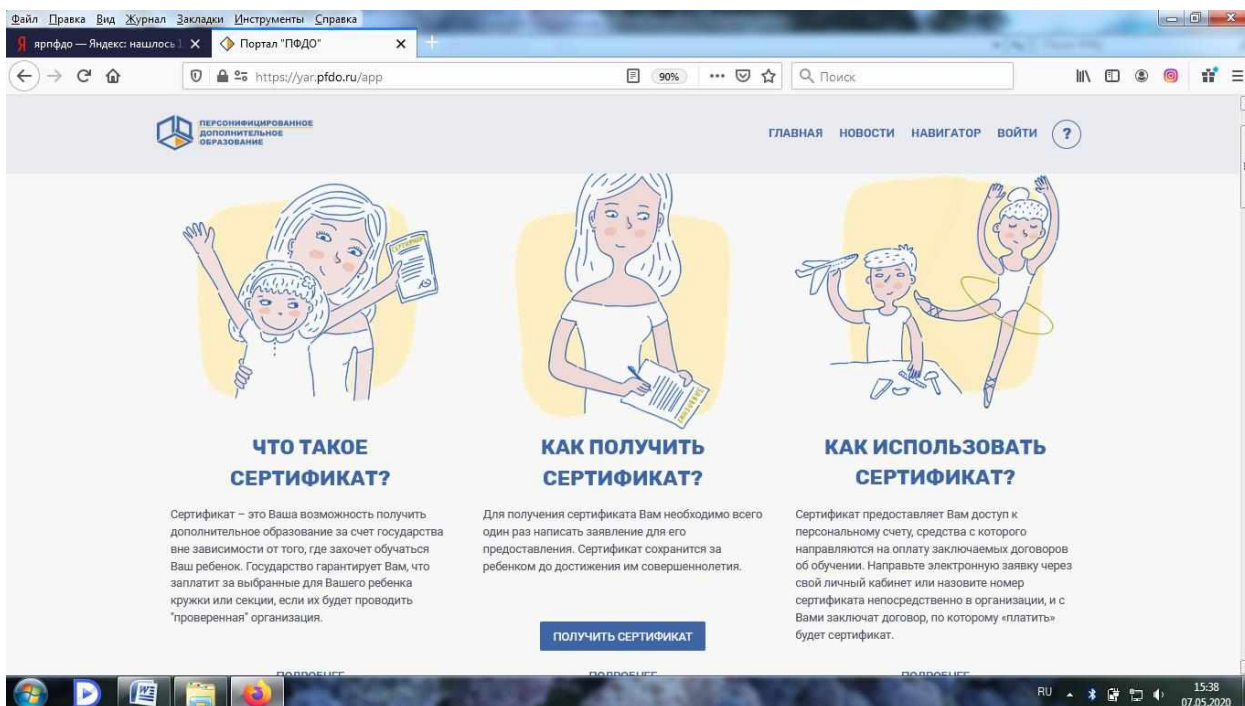 Файл Правка Вид Журнал Закладки Инструменты Справка
ярпфдо — Яндекс: нашлось 1
Портал "ПФДО"
https://yar.pfdo.ru/app
90%
Поиск
ПЕРСОНИФИЦИРОВАННОЕ
ДОПОЛНИТЕЛЬНОЕ
ОБРАЗОВАНИЕ
ГЛАВНАЯ НОВОСТИ НАВИГАТОР ВОЙТИ ?
СЕРТИФИКАТ
СЕРТИФИКАТ
ЧТО ТАКОЕ
СЕРТИФИКАТ?
Сертификат – это Ваша возможность получить
дополнительное образование за счет государства
вне зависимости от того, где захочет обучаться
Ваш ребенок. Государство гарантирует Вам, что
заплатит за выбранные для Вашего ребенка
кружки или секции, если их будет проводить
"проверенная" организация.
ПОДРОБНЕЕ
КАК ПОЛУЧИТЬ
СЕРТИФИКАТ?
Для получения сертификата Вам необходимо всего
один раз написать заявление для его
предоставления. Сертификат сохранится за
ребенком до достижения им совершеннолетия.
ПОЛУЧИТЬ СЕРТИФИКАТ
ПОДРОБНЕЕ
КАК ИСПОЛЬЗОВАТЬ
СЕРТИФИКАТ?
Сертификат предоставляет Вам доступ к
персональному счету, средства с которого
направляются на оплату заключаемых договоров
об обучении. Направьте электронную заявку через
свой личный кабинет или назовите номер
сертификата непосредственно в организации, и с
Вами заключат договор, по которому «платить»
будет сертификат.
ПОДРОБНЕЕ
RU
15:38
07.05.2020